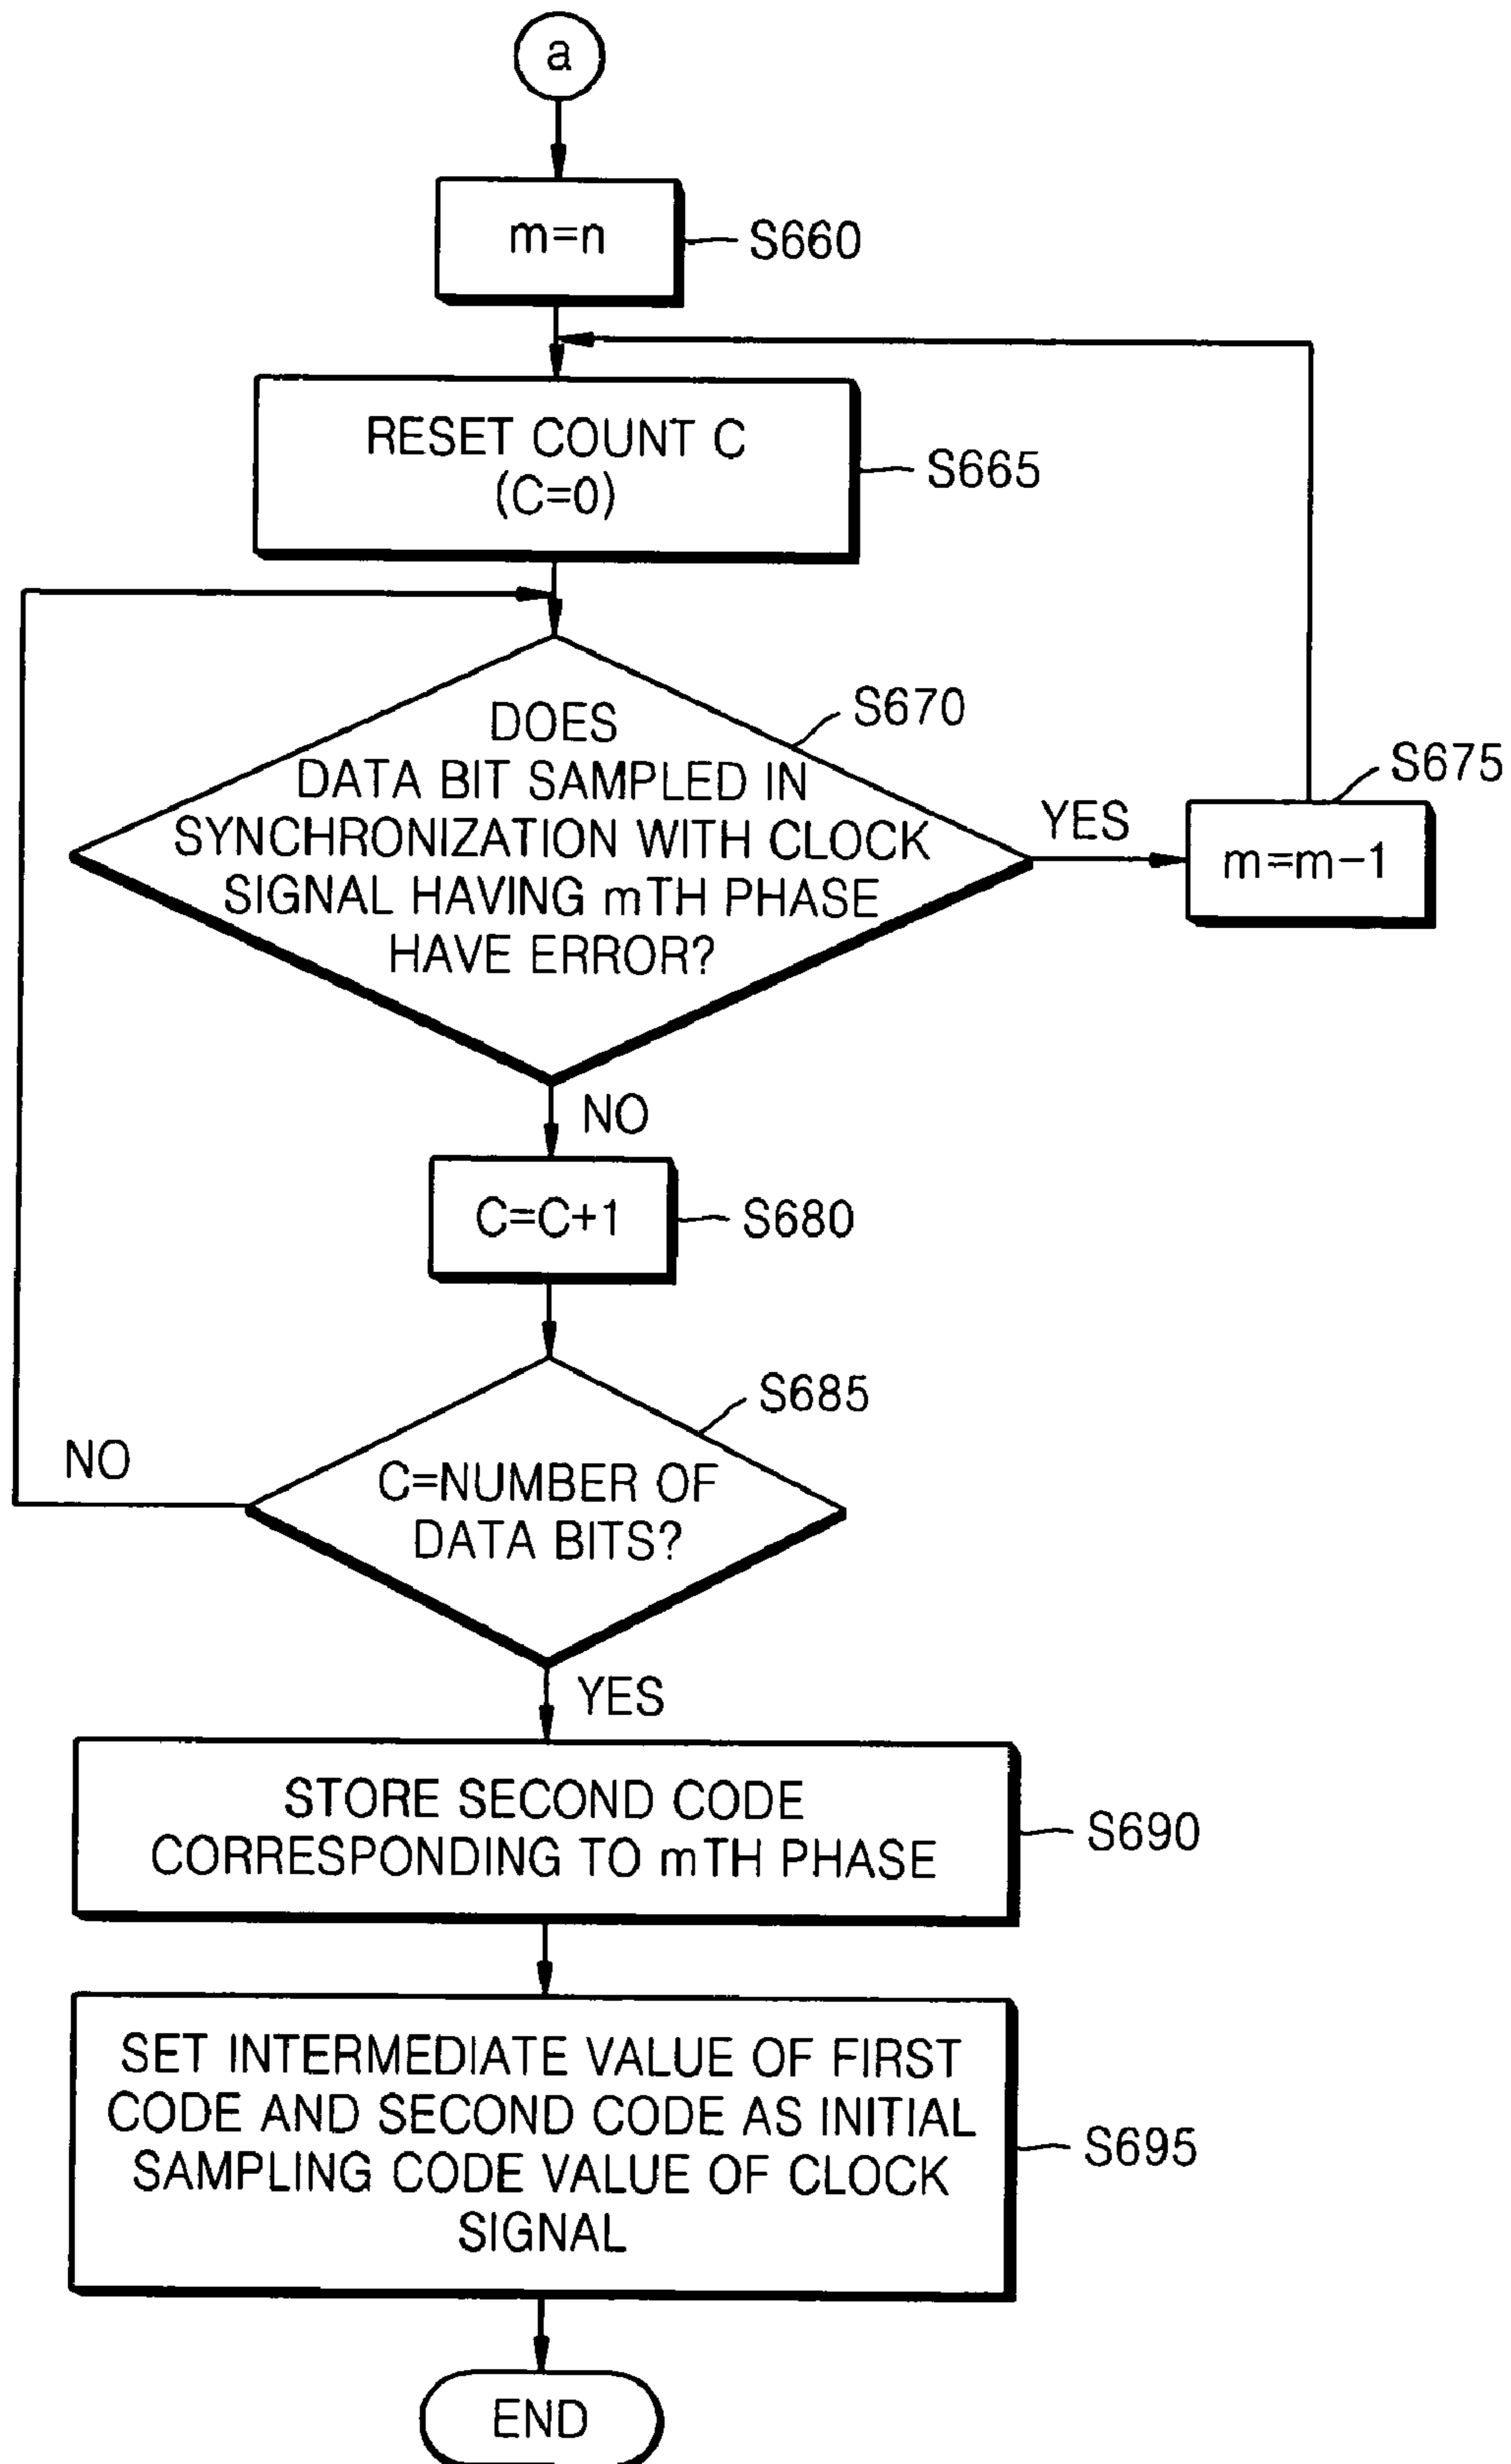 a
m=n
S660
RESET COUNT C
(C=0)
S665
S670
DOES
DATA BIT SAMPLED IN
SYNCHRONIZATION WITH CLOCK
SIGNAL HAVING mTH PHASE
HAVE ERROR?
YES
S675
m=m-1
NO
C=C+1
S680
S685
C=NUMBER OF
DATA BITS?
NO
YES
STORE SECOND CODE
CORRESPONDING TO mTH PHASE
S690
SET INTERMEDIATE VALUE OF FIRST
CODE AND SECOND CODE AS INITIAL
SAMPLING CODE VALUE OF CLOCK
SIGNAL
S695
END